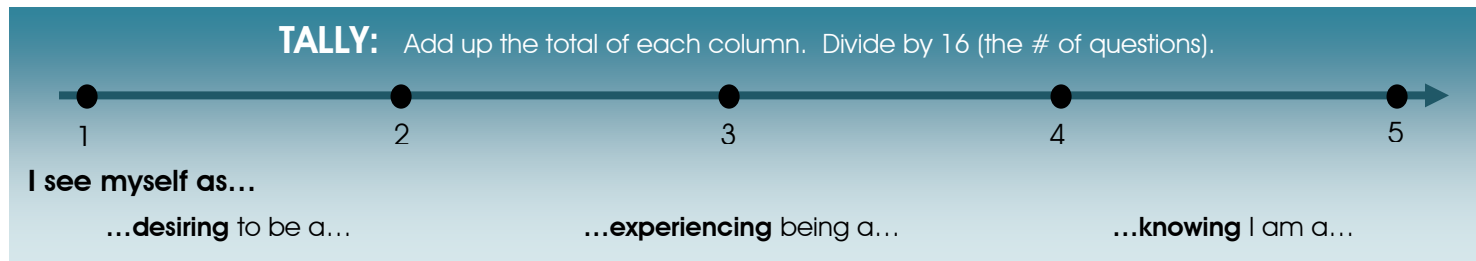 TALLY: Add up the total of each column. Divide by 16 (the # of questions).
1 2 3 4 5
I see myself as…
…desiring to be a… …experiencing being a… …knowing I am a…